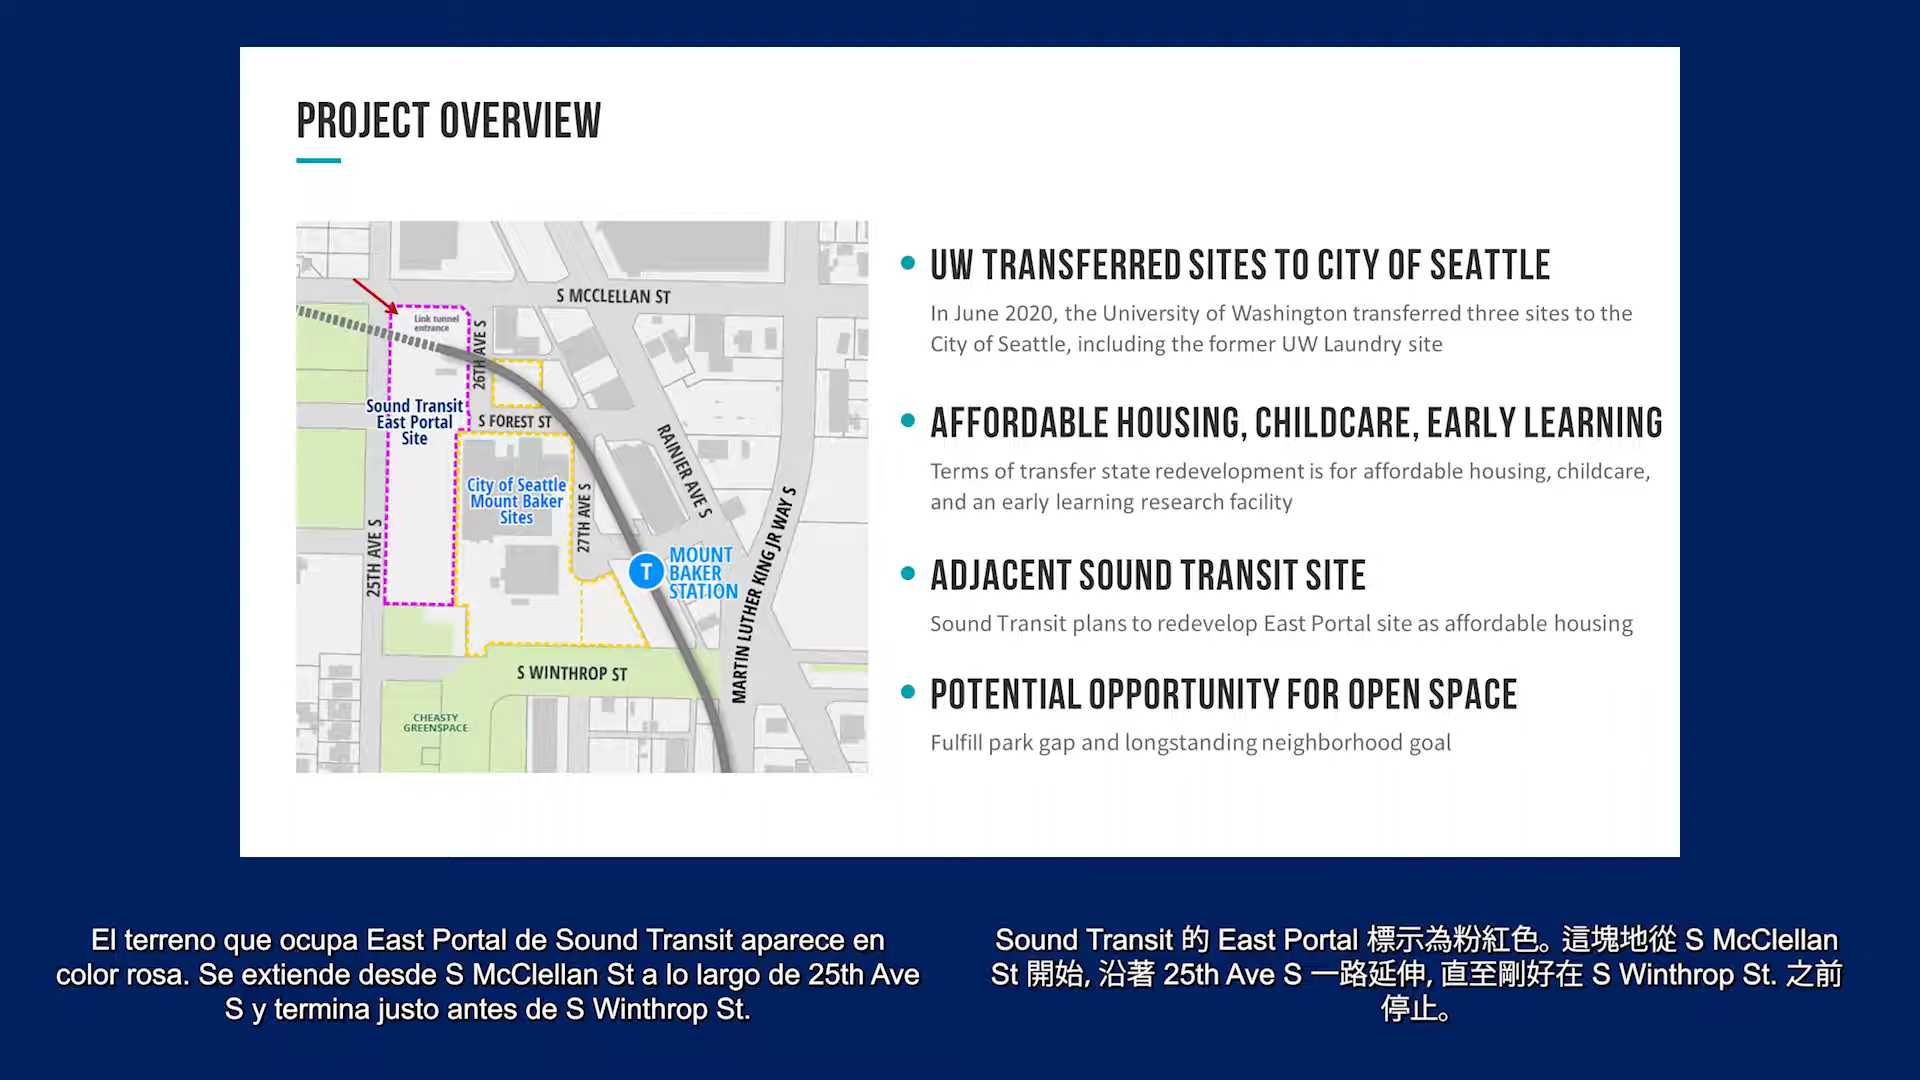 PROJECT OVERVIEW
S MCCLELLAN ST
Link tunnel
entrance
26TH AVE S
Sound Transit
East Portal
Site
S FOREST ST
RAINIER AVE S
City of Seattle
Mount Baker
Sites
27TH AVE S
25TH AVE S
T
MOUNT
BAKER
STATION
MARTIN LUTHER KING JR WAY S
S WINTHROP ST
CHEASTY
GREENSPACE
UW TRANSFERRED SITES TO CITY OF SEATTLE
In June 2020, the University of Washington transferred three sites to the
City of Seattle, including the former UW Laundry site
AFFORDABLE HOUSING, CHILDCARE, EARLY LEARNING
Terms of transfer state redevelopment is for affordable housing, childcare,
and an early learning research facility
ADJACENT SOUND TRANSIT SITE
Sound Transit plans to redevelop East Portal site as affordable housing
POTENTIAL OPPORTUNITY FOR OPEN SPACE
Fulfill park gap and longstanding neighborhood goal
El terreno que ocupa East Portal de Sound Transit aparece en
color rosa. Se extiende desde S McClellan St a lo largo de 25th Ave
S y termina justo antes de S Winthrop St.
Sound Transit 的 East Portal 標示為粉紅色。這塊地從 S McClellan
St 開始, 沿著 25th Ave S 一路延伸, 直至剛好在 S Winthrop St. 之前
停止。